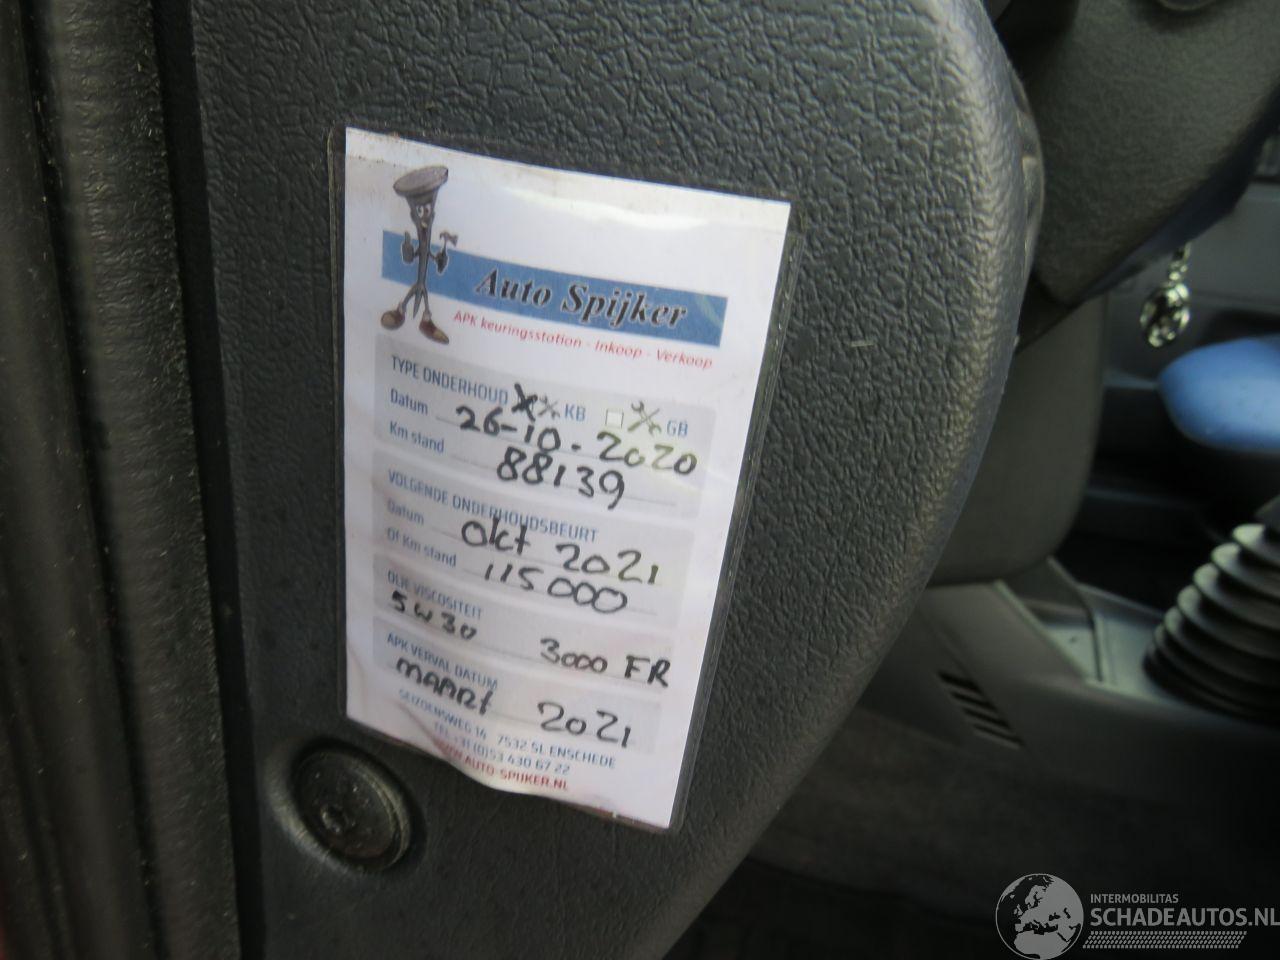 Auto Spijker
APK keuringsstation - Inkoop - Verkoop
TYPE ONDERHOUD KB GB
Datum 26-10-2020
Km stand 88139
VOLGENDE ONDERHOUDSBEURT
Datum Okt 2021
Of Km stand 115000
OLIE VISCOSITEIT
5w30 3000 FR
APK VERVAL DATUM
MAART 2021
SEIZOENSWEG 14 7532 SL ENSCHEDE
TEL +31 (0)53 430 67 22
WWW.AUTO-SPIJKER.NL
INTERMOBILITAS
SCHADEAUTOS.NL